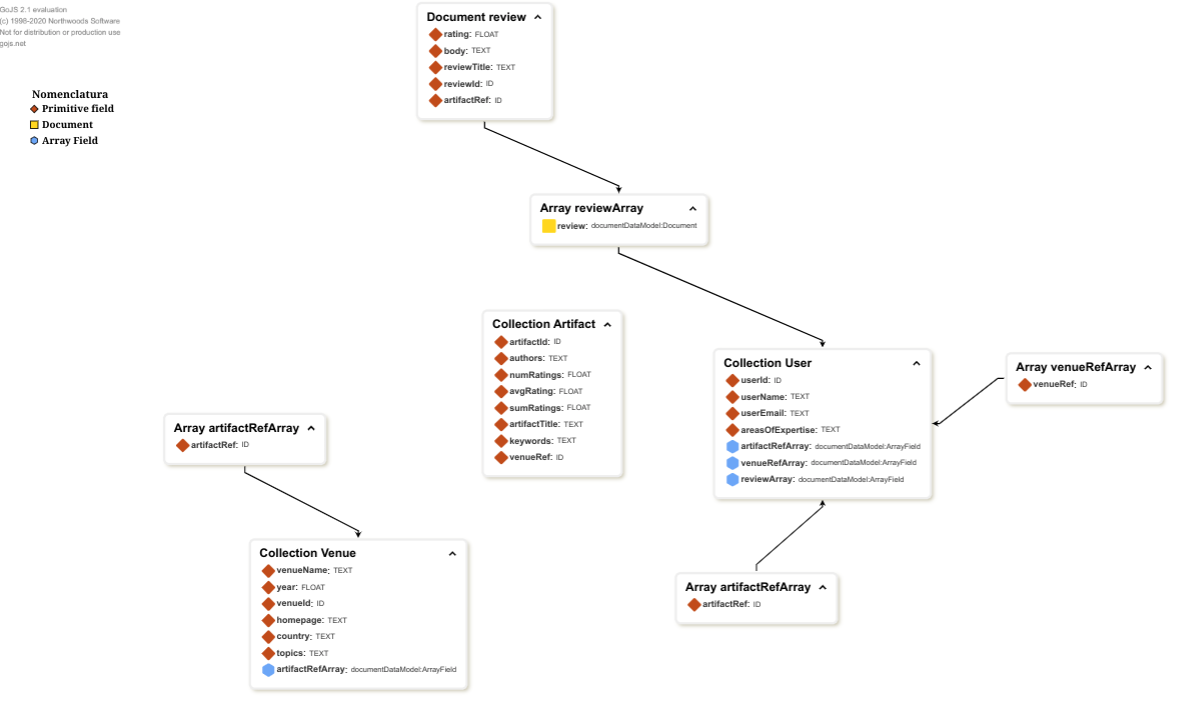 GoJS 2.1 evaluation
(c) 1998-2020 Northwoods Software
Not for distribution or production use
gojs.net
Nomenclatura
Primitive field
Document
Array Field
Document review
rating: FLOAT
body: TEXT
reviewTitle: TEXT
reviewId: ID
artifactRef: ID
Array reviewArray
review: documentDataModel:Document
Collection Artifact
artifactId: ID
authors: TEXT
numRatings: FLOAT
avgRating: FLOAT
sumRatings: FLOAT
artifactTitle: TEXT
keywords: TEXT
venueRef: ID
Collection User
userId: ID
userName: TEXT
userEmail: TEXT
areasOfExpertise: TEXT
artifactRefArray: documentDataModel:ArrayField
venueRefArray: documentDataModel:ArrayField
reviewArray: documentDataModel:ArrayField
Array venueRefArray
venueRef: ID
Array artifactRefArray
artifactRef: ID
Collection Venue
venueName: TEXT
year: FLOAT
venueId: ID
homepage: TEXT
country: TEXT
topics: TEXT
artifactRefArray: documentDataModel:ArrayField
Array artifactRefArray
artifactRef: ID